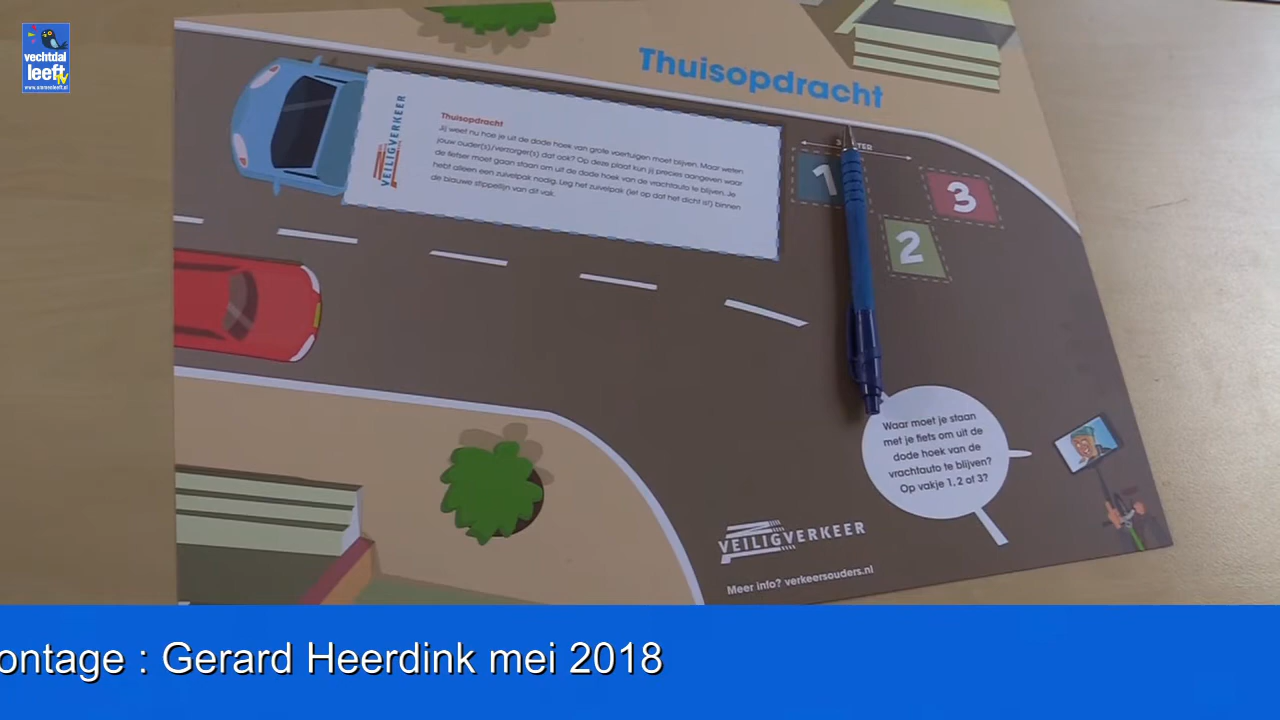 vechtdal
leeft
TV
www.ommenleeft.nl
Thuisopdracht
VEILIGVERKEER
Thuisopdracht
Jij weet nu hoe je uit de dode hoek van grote voertuigen moet blijven. Maar weten
jouw ouder(s)/verzorger(s) dat ook? Op deze plaat kun jij precies aangeven waar
de fietser moet gaan staan om uit de dode hoek van de vrachtauto te blijven. Je
hebt alleen een zuivelpak nodig. Leg het zuivelpak (let op dat het dicht is!) binnen
de blauwe stippellijn van dit vak.
3
1
3
2
Waar moet je staan
met je fiets om uit de
dode hoek van de
vrachtauto te blijven?
Op vakje 1, 2 of 3?
VEILIGVERKEER
Meer info? verkeersouders.nl
ontage : Gerard Heerdink mei 2018